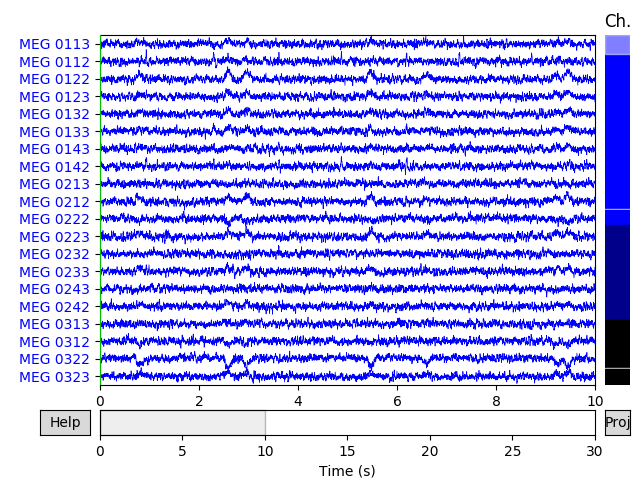 Ch.
MEG 0113
MEG 0112
MEG 0122
MEG 0123
MEG 0132
MEG 0133
MEG 0143
MEG 0142
MEG 0213
MEG 0212
MEG 0222
MEG 0223
MEG 0232
MEG 0233
MEG 0243
MEG 0242
MEG 0313
MEG 0312
MEG 0322
MEG 0323
0 2 4 6 8 10
Help Proj
0 5 10 15 20 25 30
Time (s)